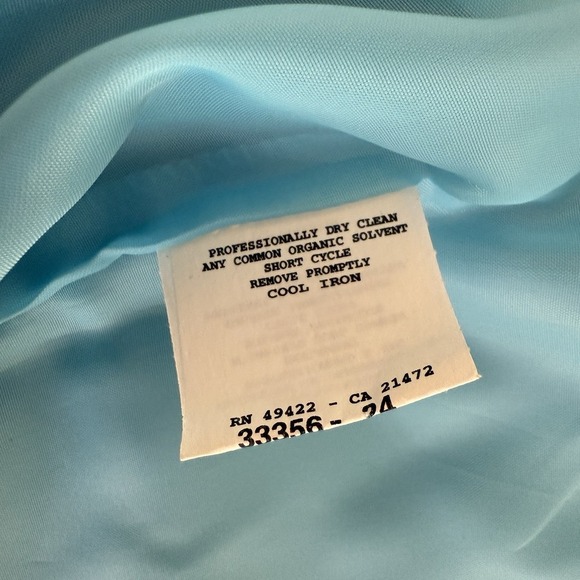 PROFESSIONALLY DRY CLEAN
ANY COMMON ORGANIC SOLVENT
SHORT CYCLE
REMOVE PROMPTLY
COOL IRON
RN 49422 - CA 21472
33356- 24